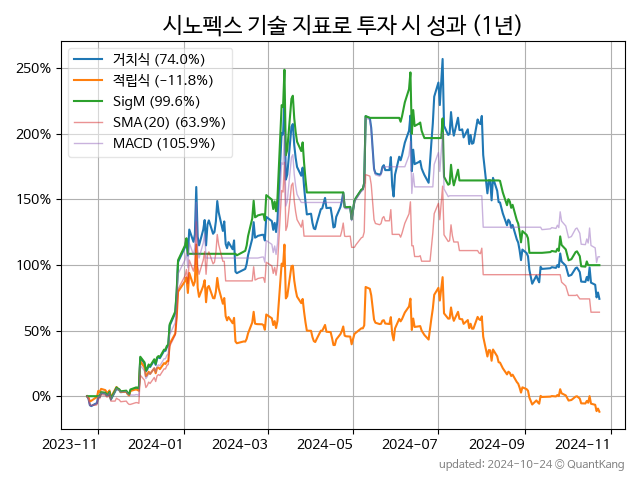 시노펙스 기술 지표로 투자 시 성과 (1년)
거치식 (74.0%)
적립식 (−11.8%)
SigM (99.6%)
SMA(20) (63.9%)
MACD (105.9%)
250%
200%
150%
100%
50%
0%
2023−11 2024−01 2024−03 2024−05 2024−07 2024−09 2024−11
updated: 2024-10-24 @ QuantKang